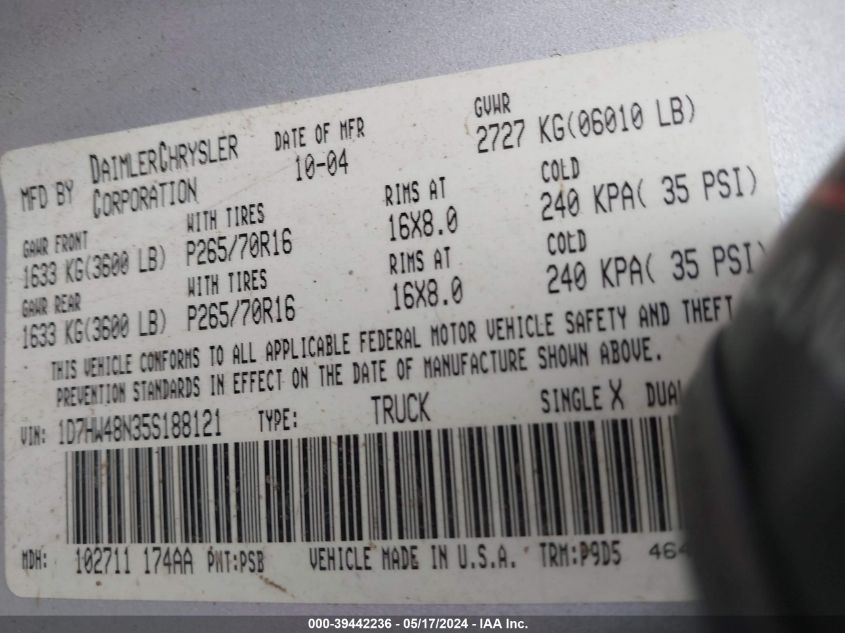 MFD BY DAIMLERCHRYSLER CORPORATION
DATE OF MFR 10-04
GVWR 2727 KG(06010 LB)
GAWR FRONT WITH TIRES RIMS AT COLD
1633 KG(3600 LB) P265/70R16 16X8.0 240 KPA( 35 PSI)
GAWR REAR WITH TIRES RIMS AT COLD
1633 KG(3600 LB) P265/70R16 16X8.0 240 KPA( 35 PSI)
THIS VEHICLE CONFORMS TO ALL APPLICABLE FEDERAL MOTOR VEHICLE SAFETY AND THEFT
PREVENTION STANDARDS IN EFFECT ON THE DATE OF MANUFACTURE SHOWN ABOVE.
VIN: 1D7HW48N35S188121 TYPE: TRUCK SINGLE X DUAL
MDH: 102711 174AA PNT:PSB VEHICLE MADE IN U.S.A. TRM:P9D5 464
000-39442236 - 05/17/2024 - IAA Inc.